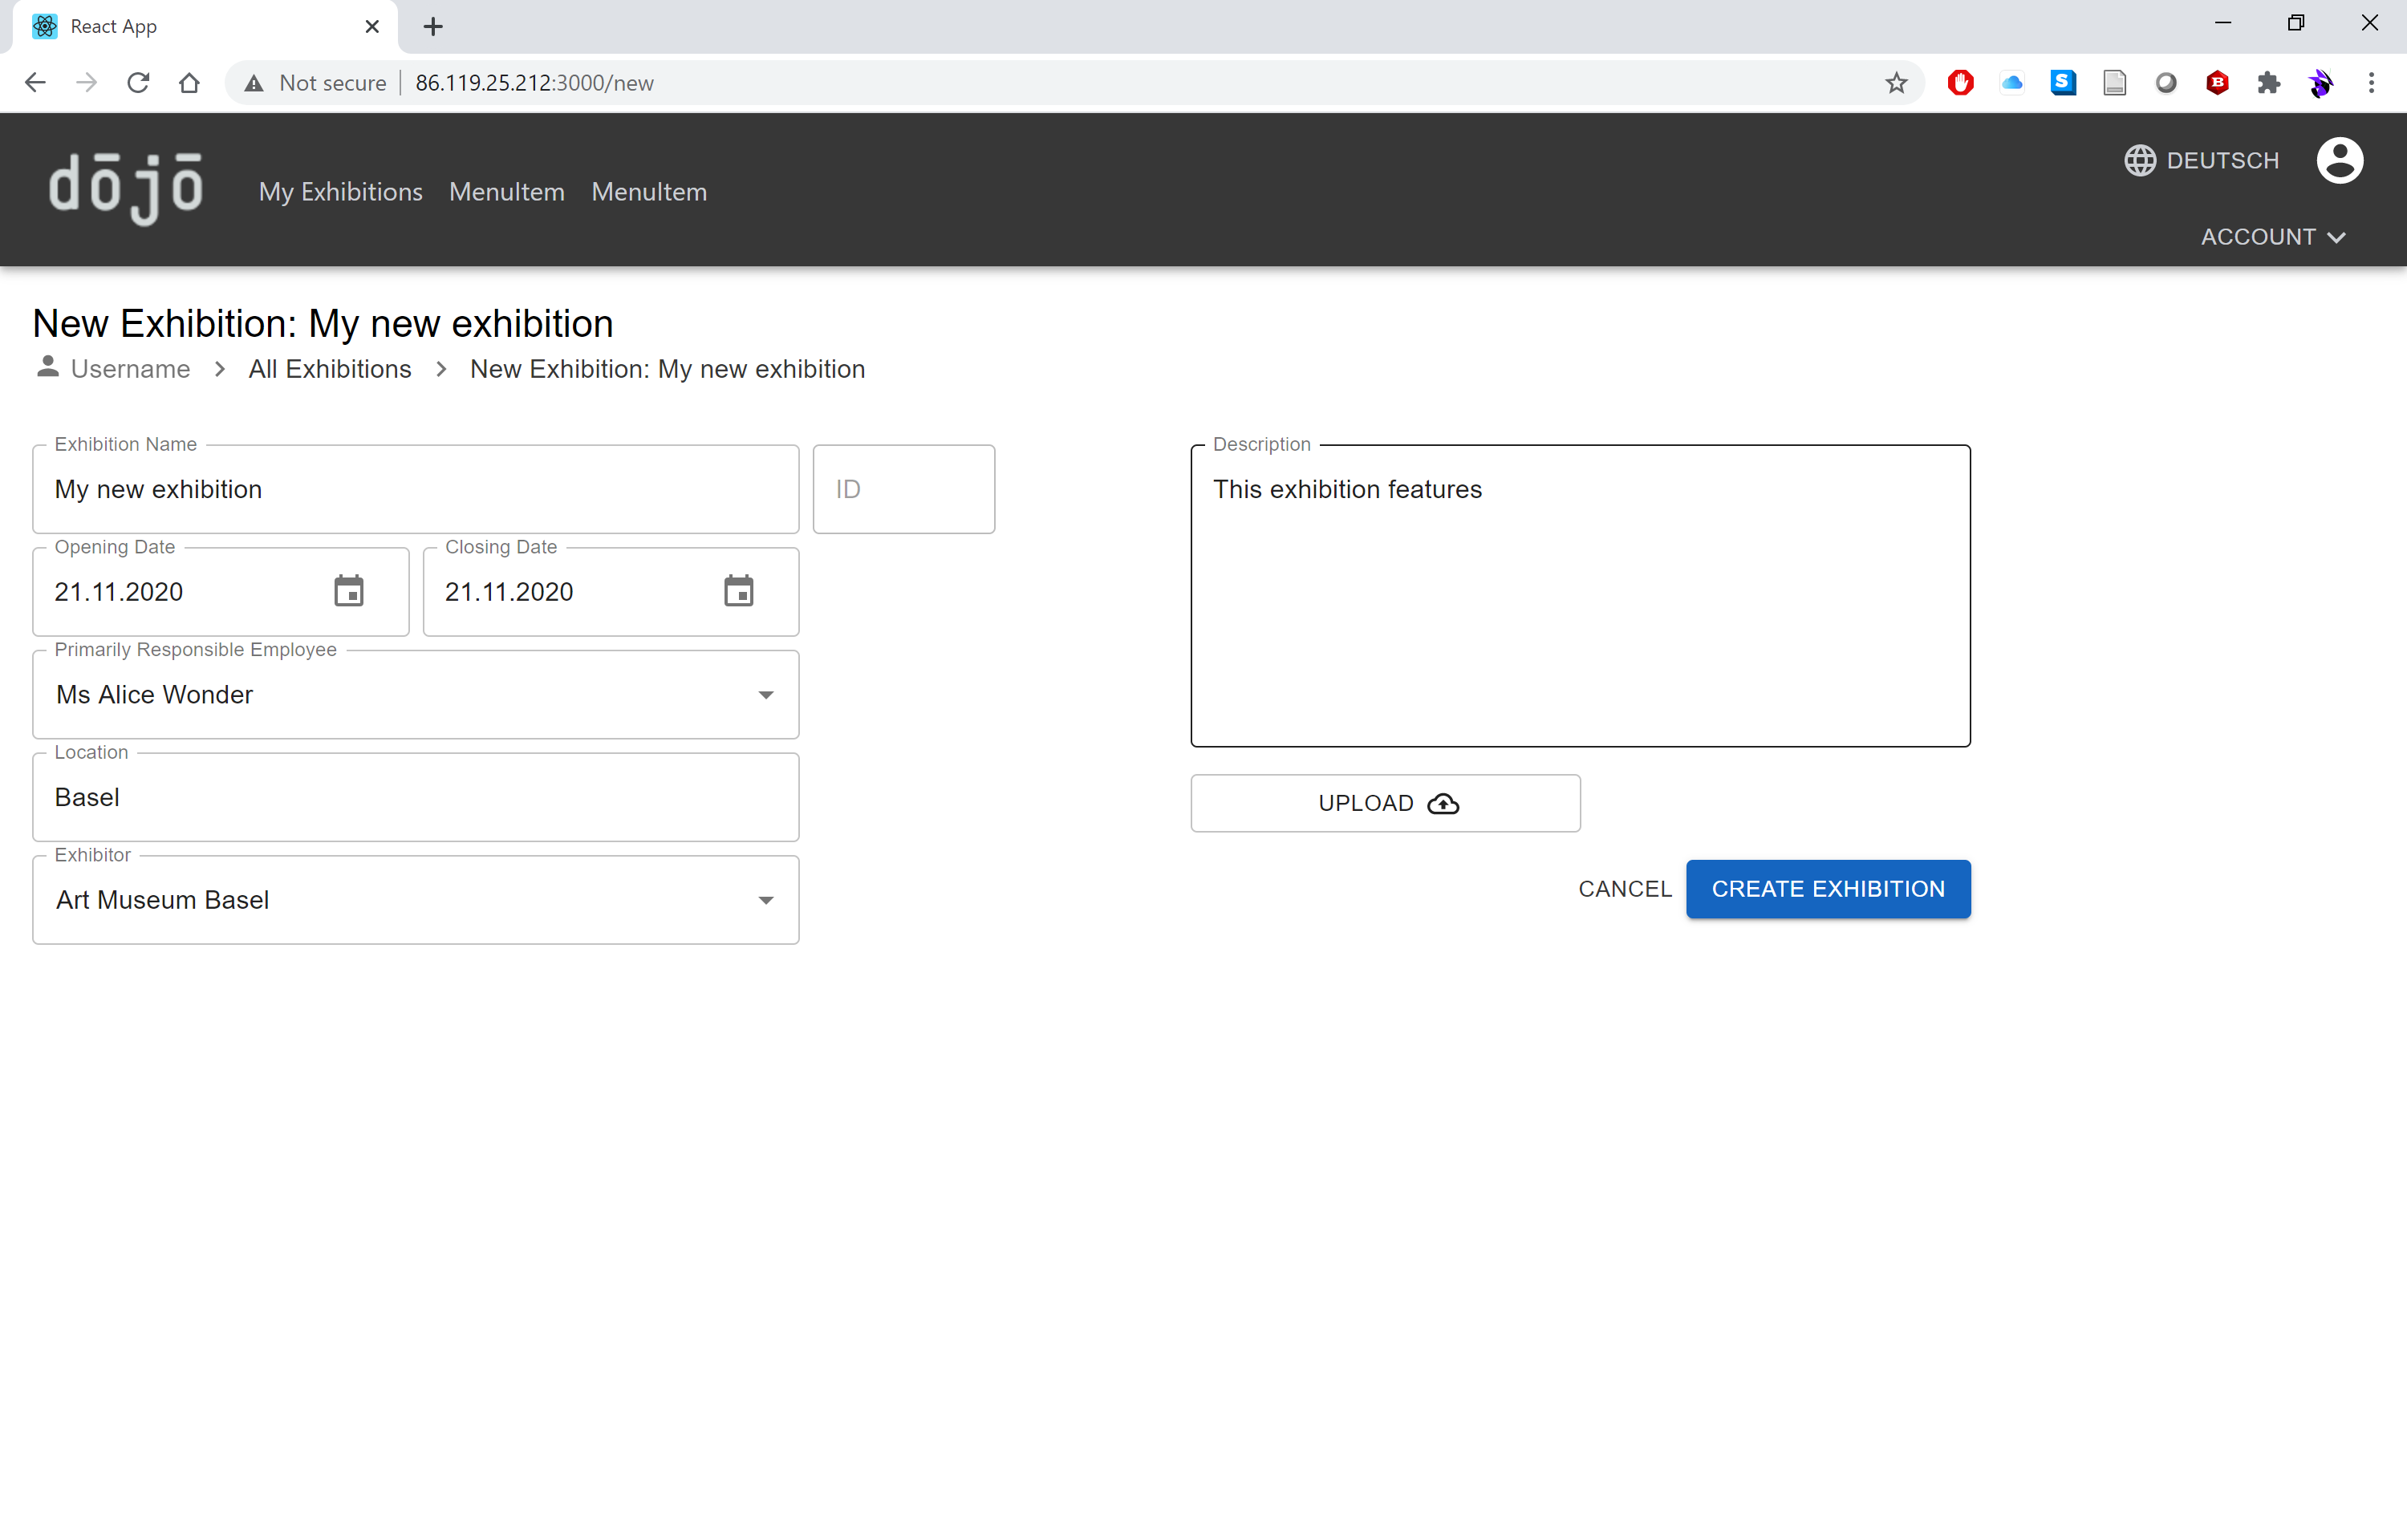 React App
Not secure 86.119.25.212:3000/new
dōjō
My Exhibitions MenuItem MenuItem
DEUTSCH
ACCOUNT
New Exhibition: My new exhibition
Username > All Exhibitions > New Exhibition: My new exhibition
Exhibition Name
My new exhibition
ID
Opening Date
21.11.2020
Closing Date
21.11.2020
Primarily Responsible Employee
Ms Alice Wonder
Location
Basel
Exhibitor
Art Museum Basel
Description
This exhibition features
UPLOAD
CANCEL
CREATE EXHIBITION